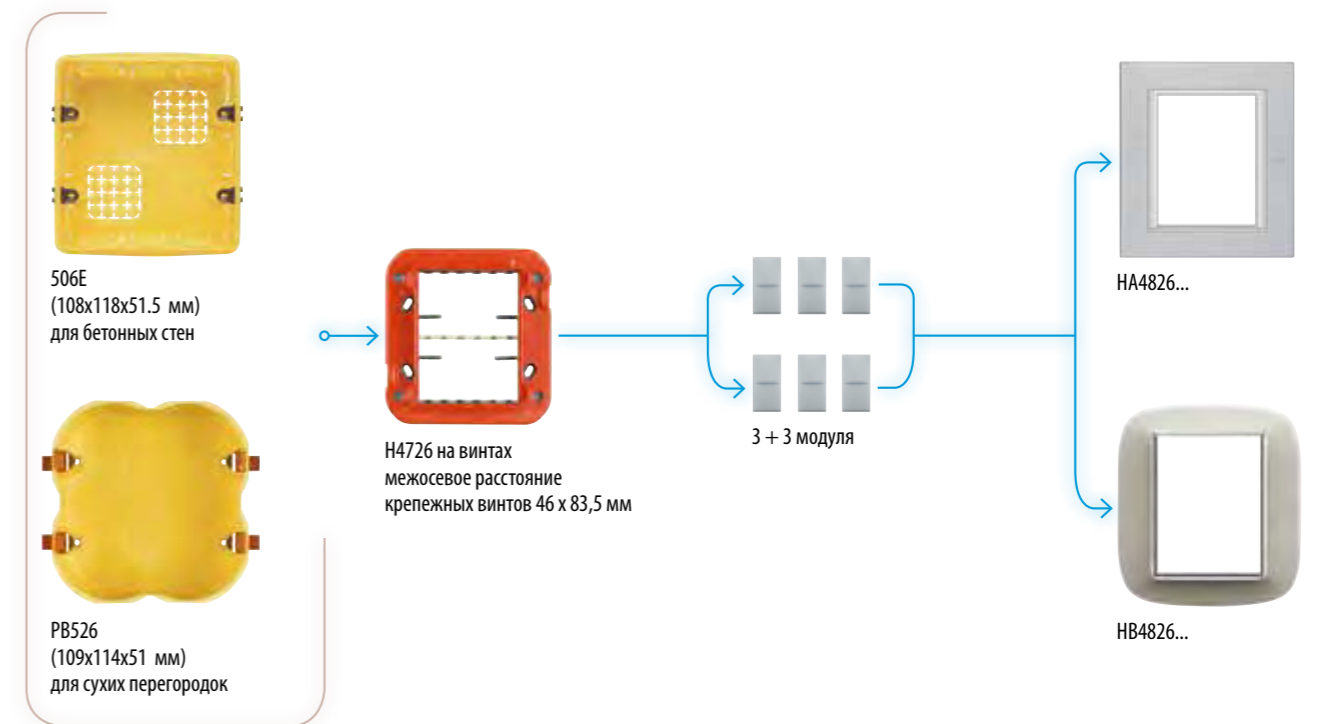 506E
(108x118x51.5 мм)
для бетонных стен
PB526
(109x114x51 мм)
для сухих перегородок
H4726 на винтах
межосевое расстояние
крепежных винтов 46 x 83,5 мм
3 + 3 модуля
HA4826...
HB4826...